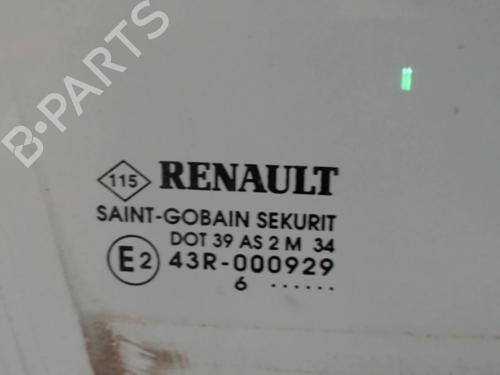 B-PARTS
115 RENAULT
SAINT-GOBAIN SEKURIT
DOT 39 AS 2 M 34
E2 43R-000929
6 ......